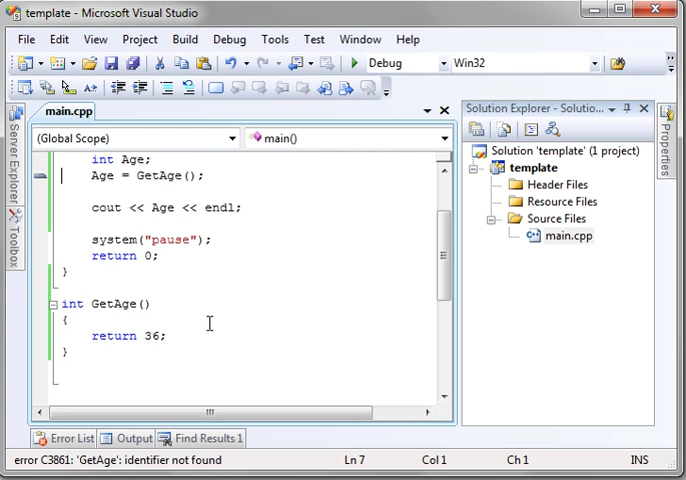 template - Microsoft Visual Studio
File Edit View Project Build Debug Tools Test Window Help
Debug Win32
main.cpp
Solution Explorer - Solutio...
(Global Scope) main()
Server Explorer
Toolbox
int Age;
Age = GetAge();
cout << Age << endl;
system("pause");
return 0;
}
int GetAge()
{
return 36;
}
Solution 'template' (1 project)
template
Header Files
Resource Files
Source Files
main.cpp
Properties
Error List Output Find Results 1
error C3861: 'GetAge': identifier not found Ln 7 Col 1 Ch 1 INS